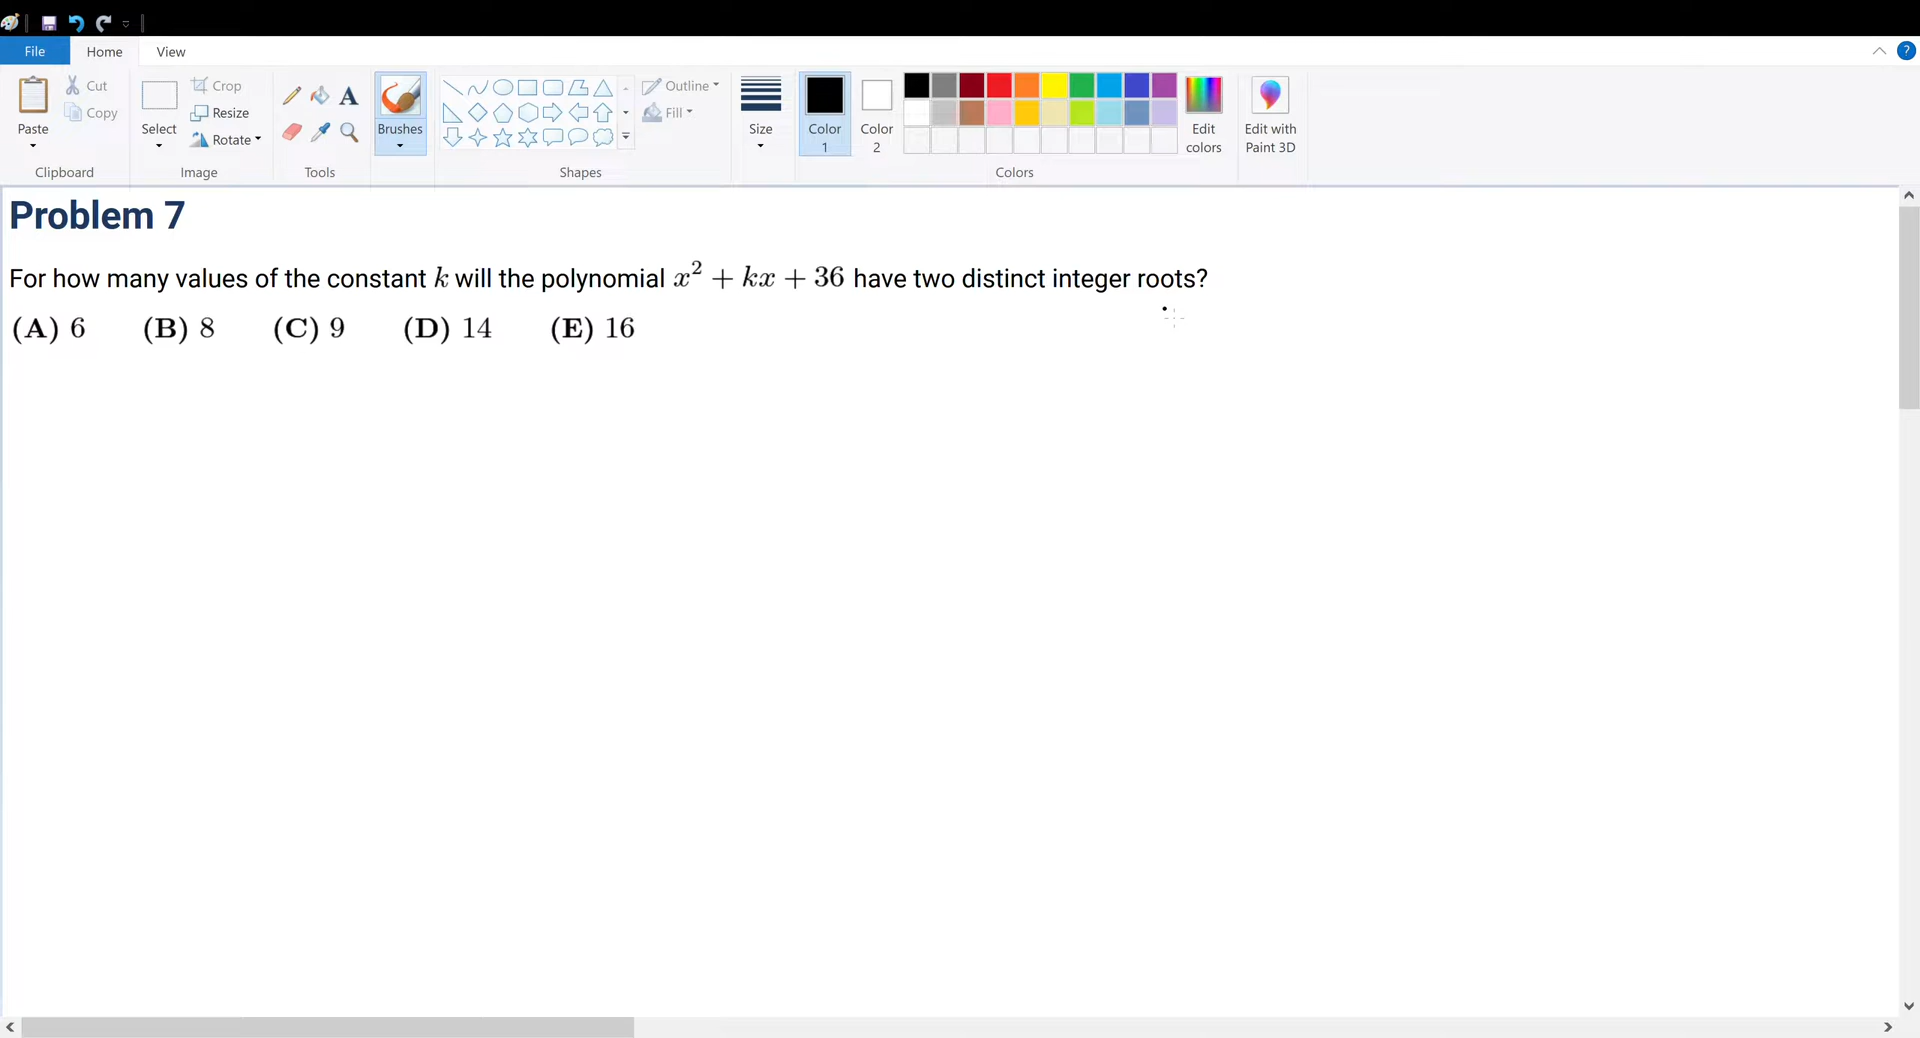 File Home View
Paste
Cut
Copy
Clipboard
Select
Crop
Resize
Rotate
Image
A
Tools
Brushes
Outline
Fill
Shapes
Size
Color 1
Color 2
Edit colors
Edit with Paint 3D
Colors
?
Problem 7
For how many values of the constant k will the polynomial x² + kx + 36 have two distinct integer roots?
(A) 6 (B) 8 (C) 9 (D) 14 (E) 16